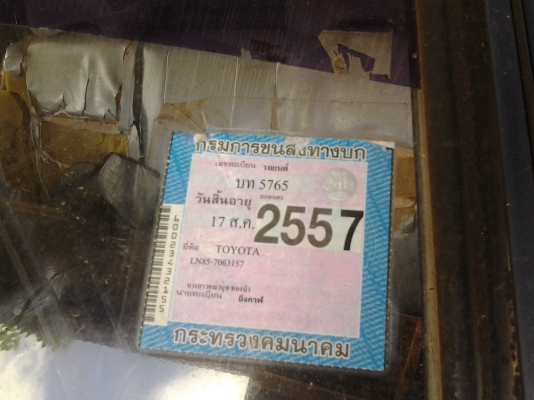 กรมการขนส่งทางบก
เลขทะเบียน รถยนต์
บท 5765
วันสิ้นอายุ
17 ส.ค. 2557
ยี่ห้อ TOYOTA
LN85-7063157
นายทะเบียน
กระทรวงคมนาคม